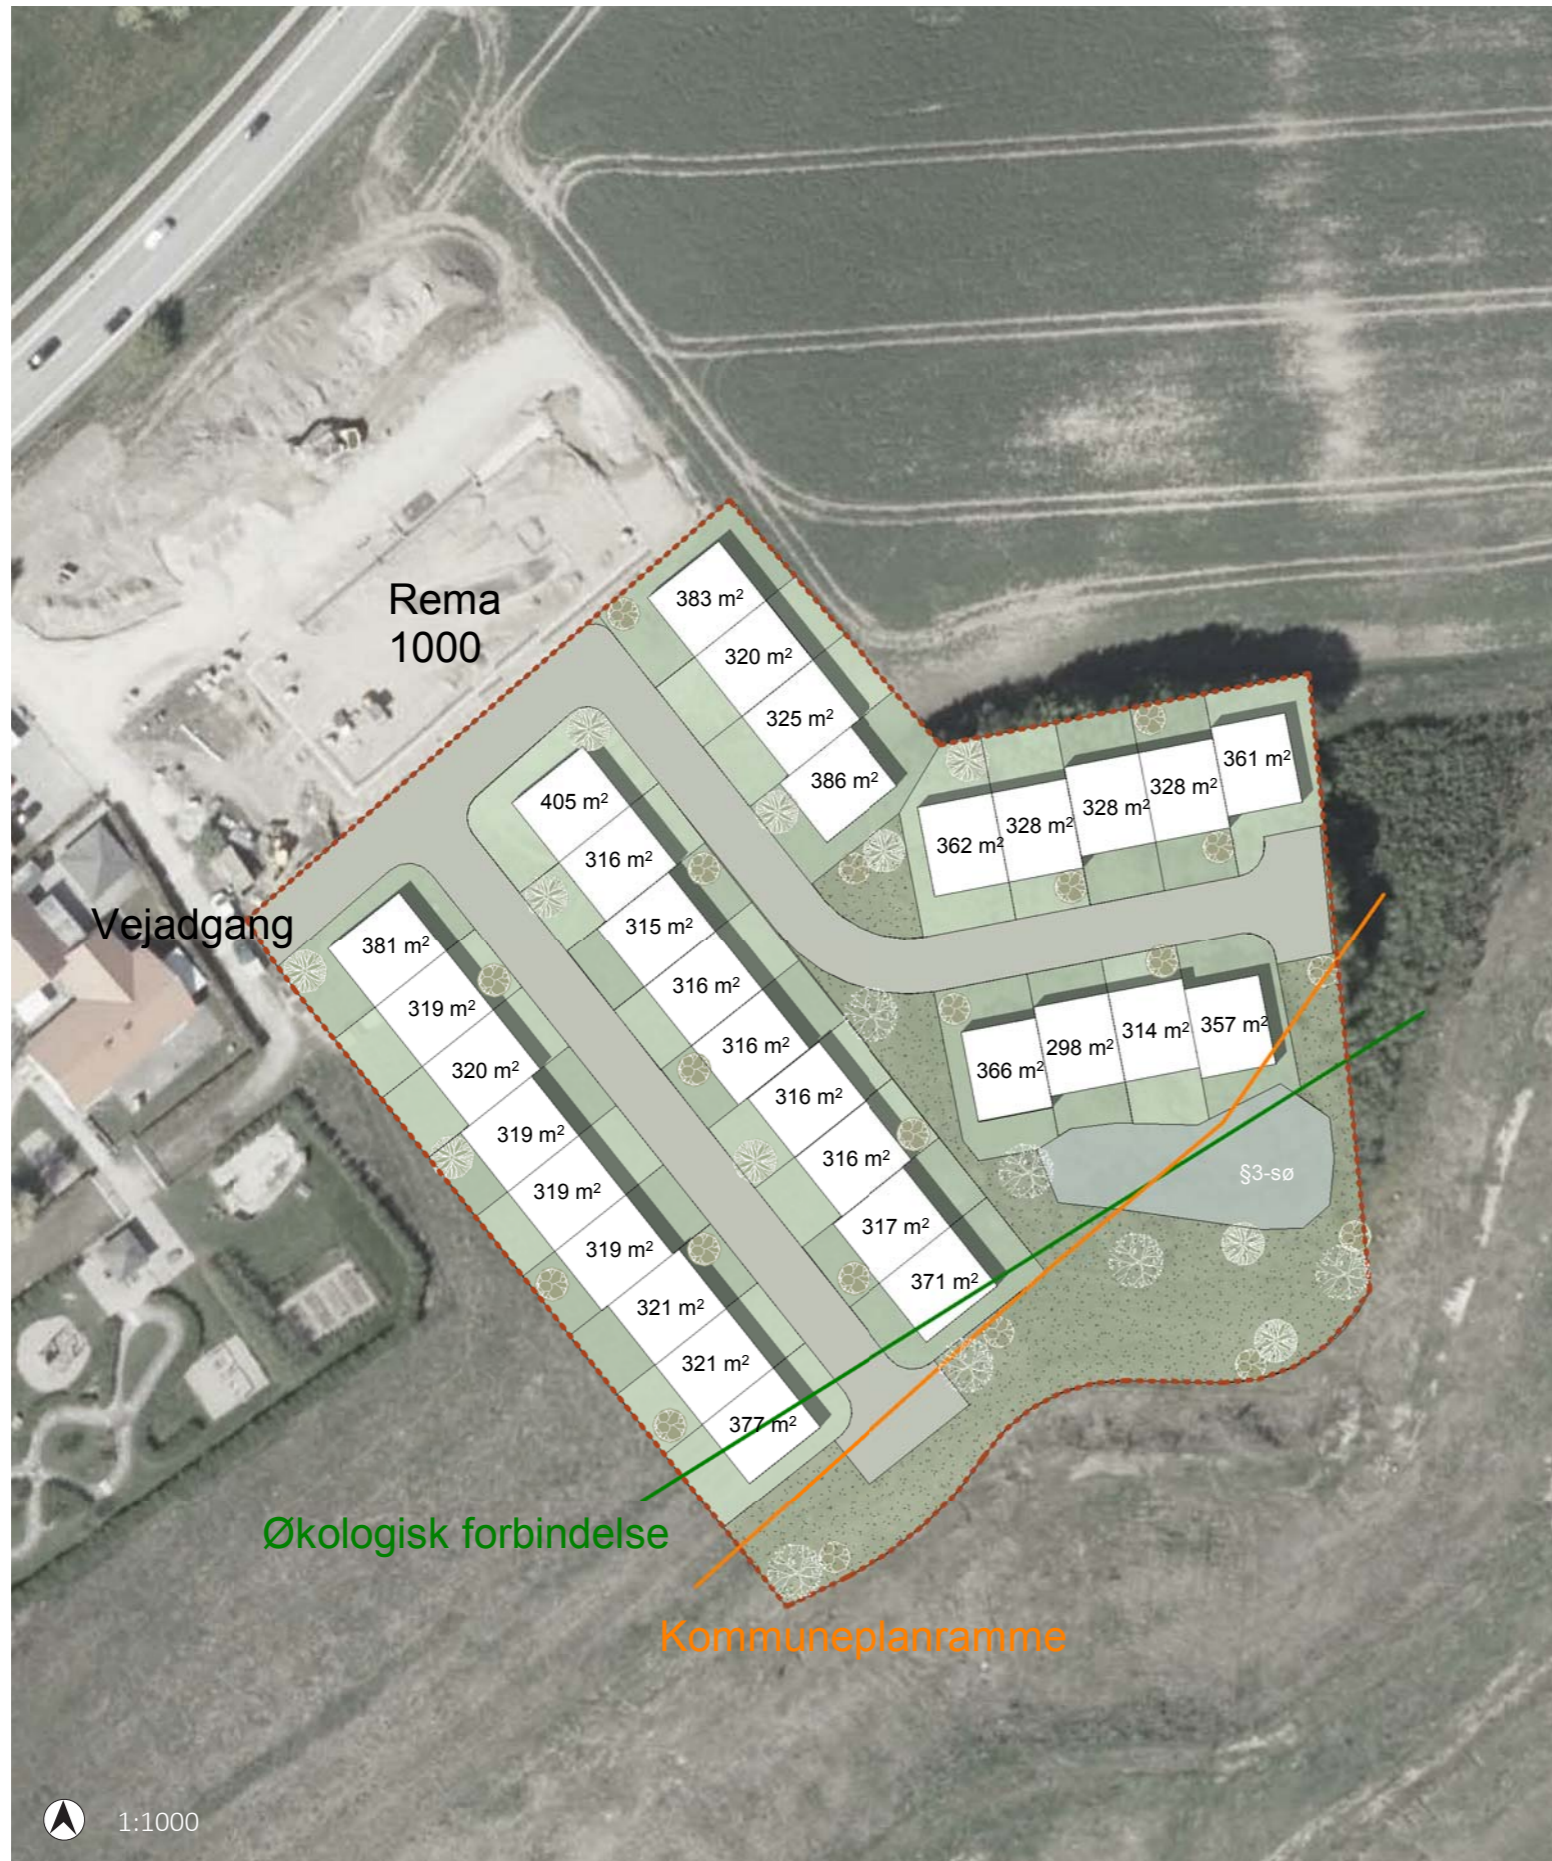 Rema
1000
383 m²
320 m²
325 m²
386 m²
361 m²
328 m²
328 m²
328 m²
362 m²
405 m²
316 m²
315 m²
316 m²
316 m²
316 m²
316 m²
317 m²
371 m²
Vejadgang
381 m²
319 m²
320 m²
319 m²
319 m²
319 m²
321 m²
321 m²
377 m²
366 m²
298 m²
314 m²
357 m²
§3-sø
Økologisk forbindelse
Kommuneplanramme
1:1000